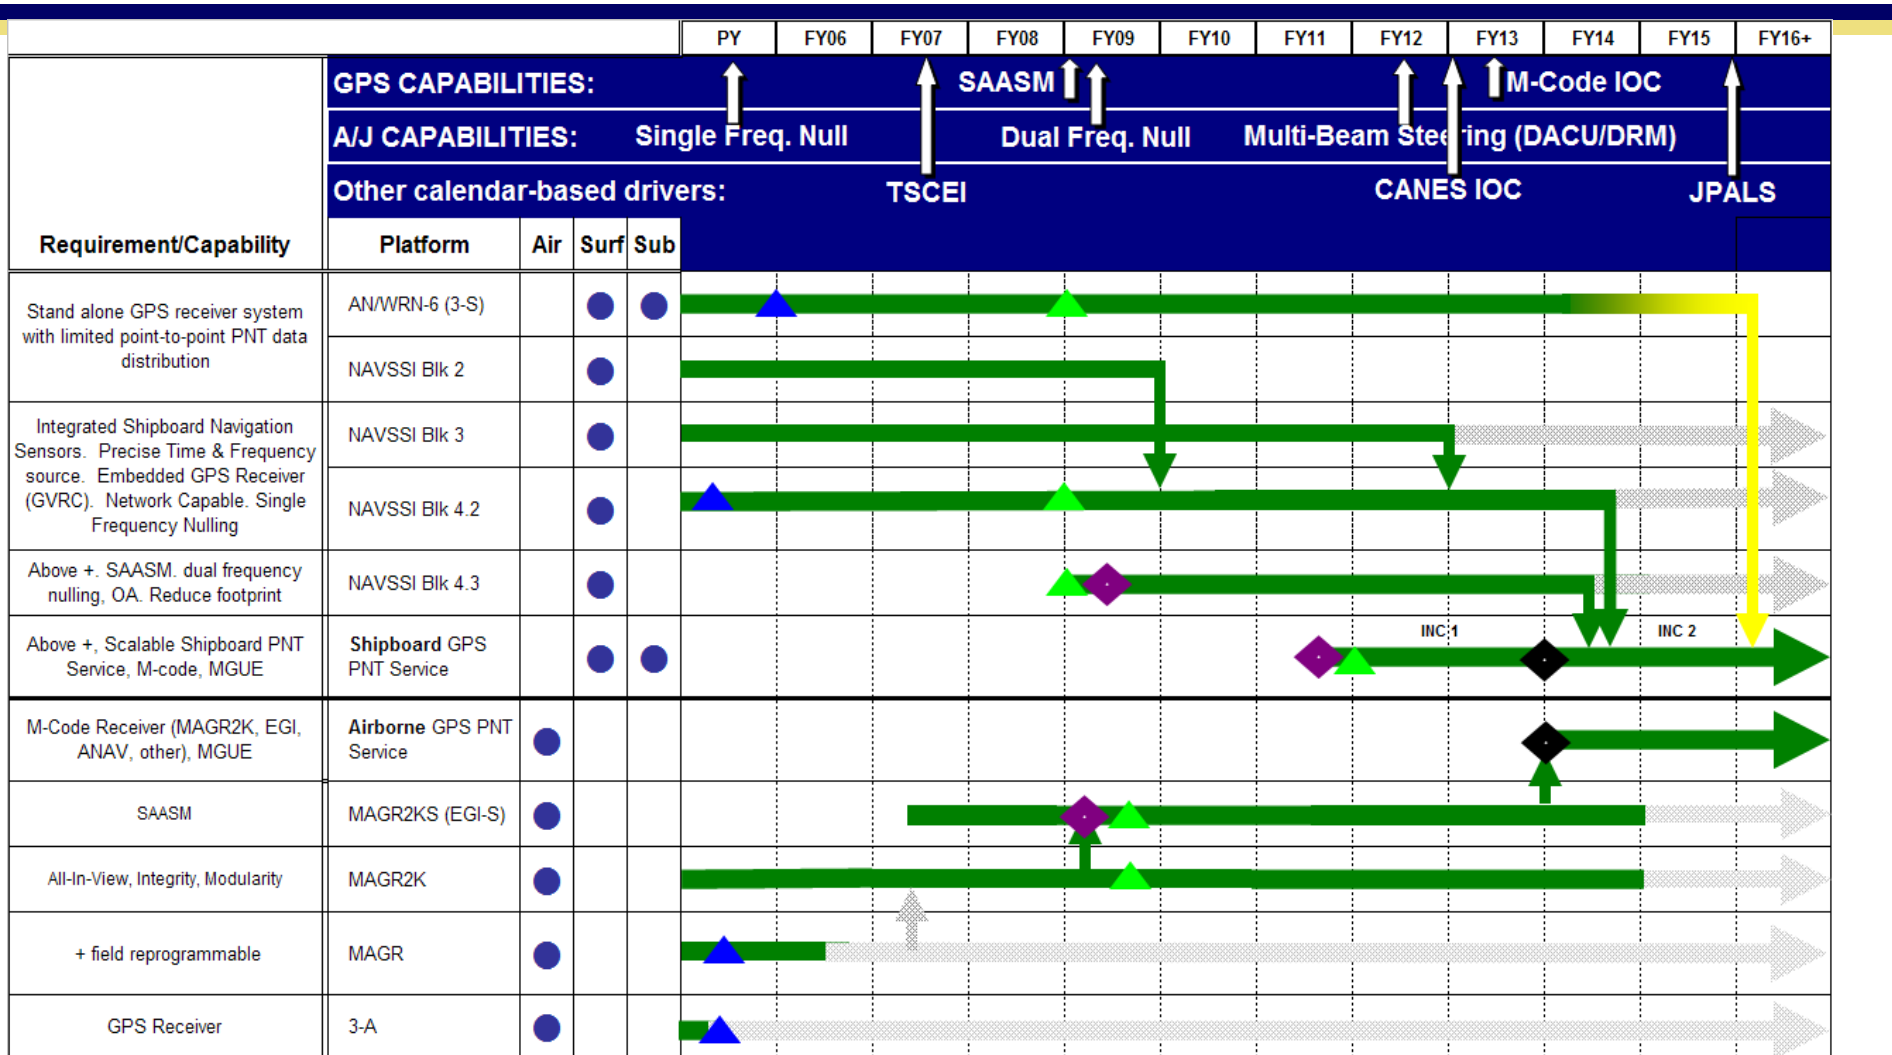 PY FY06 FY07 FY08 FY09 FY10 FY11 FY12 FY13 FY14 FY15 FY16+
GPS CAPABILITIES: SAASM M-Code IOC
A/J CAPABILITIES: Single Freq. Null Dual Freq. Null Multi-Beam Steering (DACU/DRM)
Other calendar-based drivers: TSCEI CANES IOC JPALS
Requirement/Capability Platform Air Surf Sub
Stand alone GPS receiver system
with limited point-to-point PNT data
distribution
AN/WRN-6 (3-S)
NAVSSI Blk 2
Integrated Shipboard Navigation
Sensors. Precise Time & Frequency
source. Embedded GPS Receiver
(GVRC). Network Capable. Single
Frequency Nulling
NAVSSI Blk 3
NAVSSI Blk 4.2
Above +. SAASM. dual frequency
nulling, OA. Reduce footprint
NAVSSI Blk 4.3
Above +, Scalable Shipboard PNT
Service, M-code, MGUE
Shipboard GPS
PNT Service
INC 1 INC 2
M-Code Receiver (MAGR2K, EGI,
ANAV, other), MGUE
Airborne GPS PNT
Service
SAASM MAGR2KS (EGI-S)
All-In-View, Integrity, Modularity MAGR2K
+ field reprogrammable MAGR
GPS Receiver 3-A